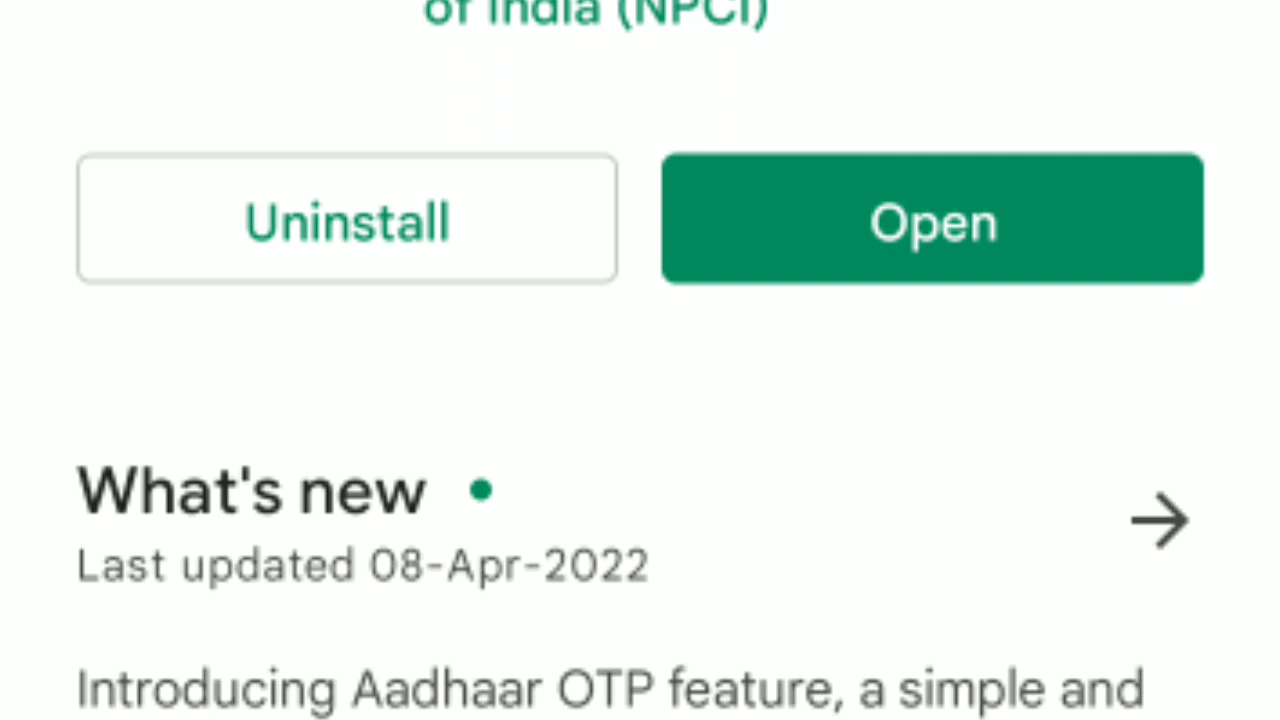 of India (NPCI)
Uninstall
Open
What's new
Last updated 08-Apr-2022
Introducing Aadhaar OTP feature, a simple and